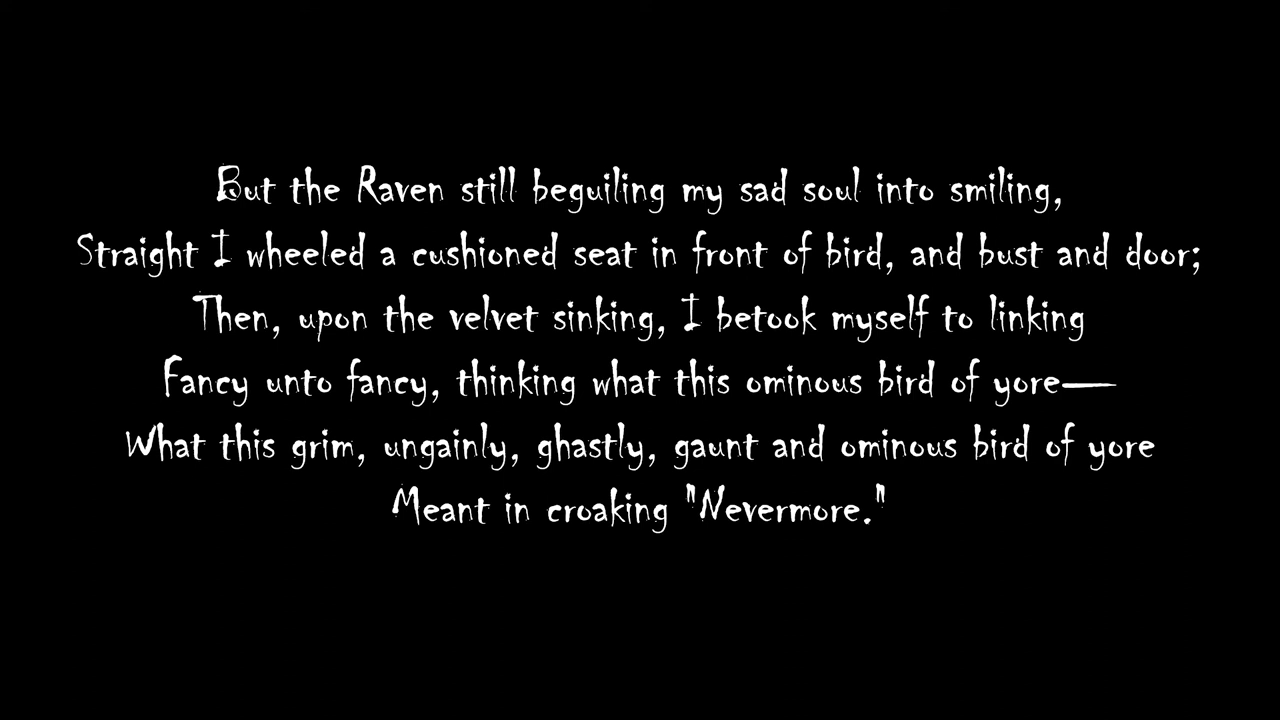 But the Raven still beguiling my sad soul into smiling,
Straight I wheeled a cushioned seat in front of bird, and bust and door;
Then, upon the velvet sinking, I betook myself to linking
Fancy unto fancy, thinking what this ominous bird of yore—
What this grim, ungainly, ghastly, gaunt and ominous bird of yore
Meant in croaking "Nevermore."